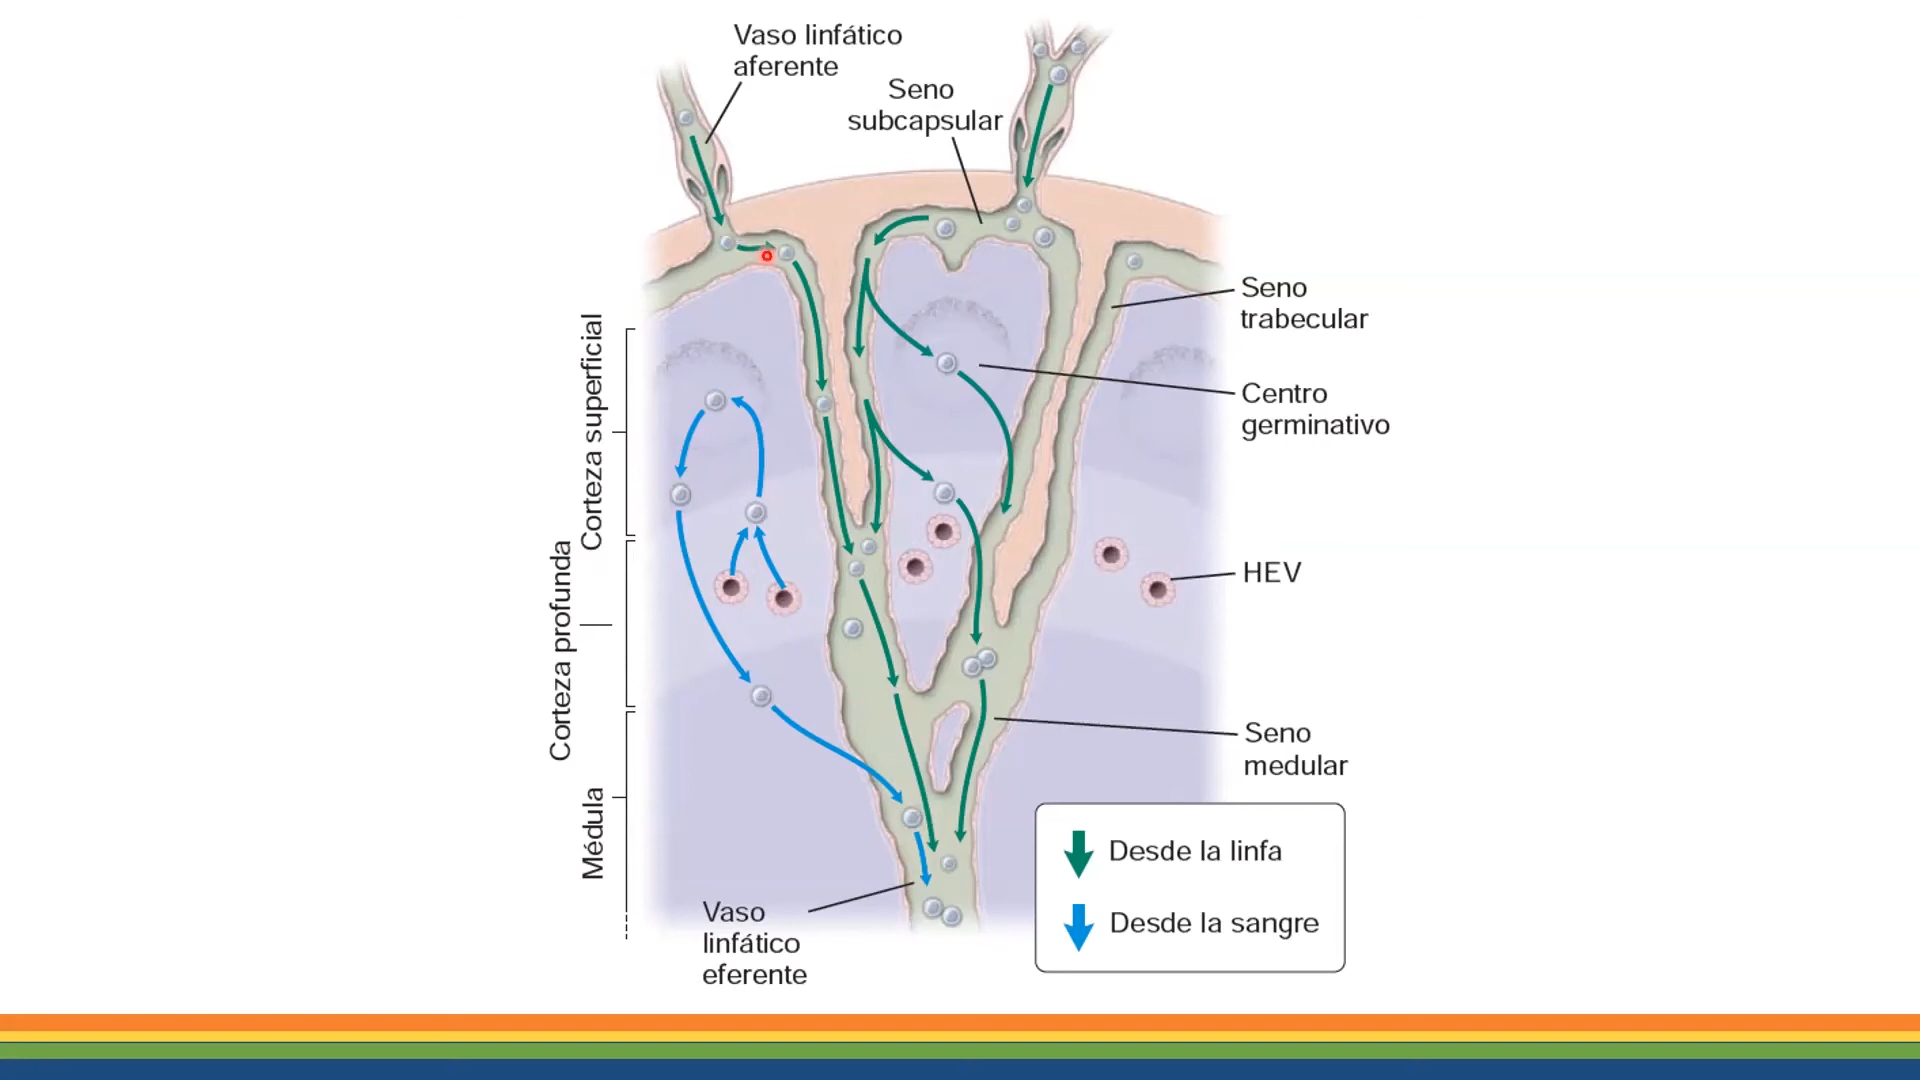 Vaso linfático
aferente
Seno
subcapsular
Seno
trabecular
Centro
germinativo
HEV
Seno
medular
Corteza superficial
Corteza profunda
Médula
Vaso
linfático
eferente
Desde la linfa
Desde la sangre